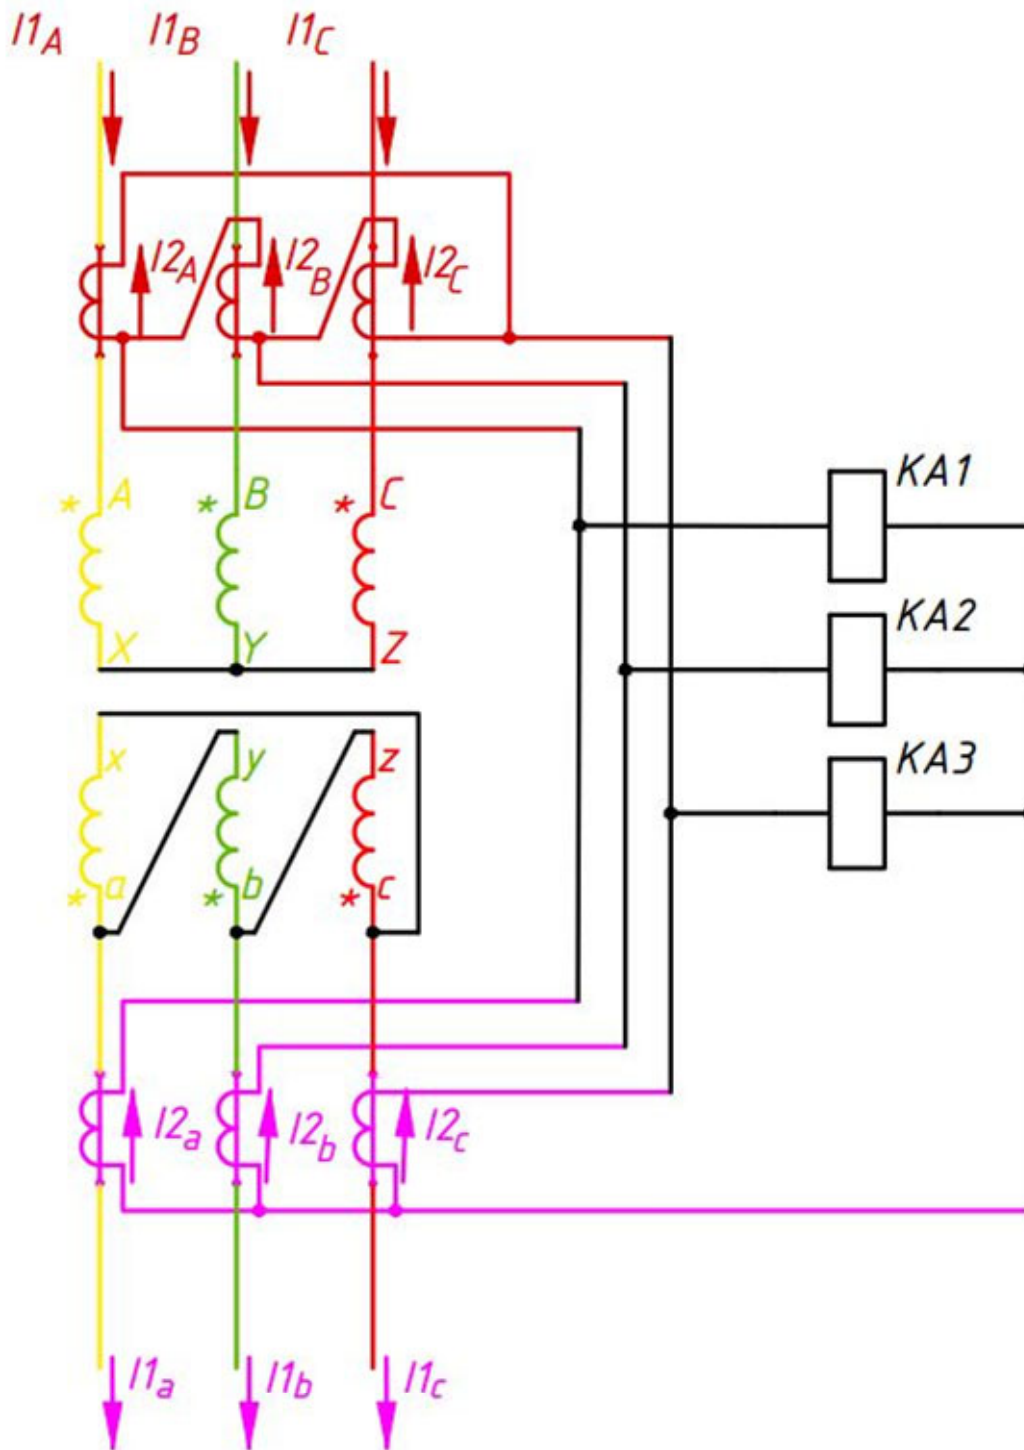 I1A I1B I1C
I2A I2B I2C
KA1
* A * B * C
KA2
X Y Z
KA3
x y z
* a * b * c
I2a I2b I2c
I1a I1b I1c